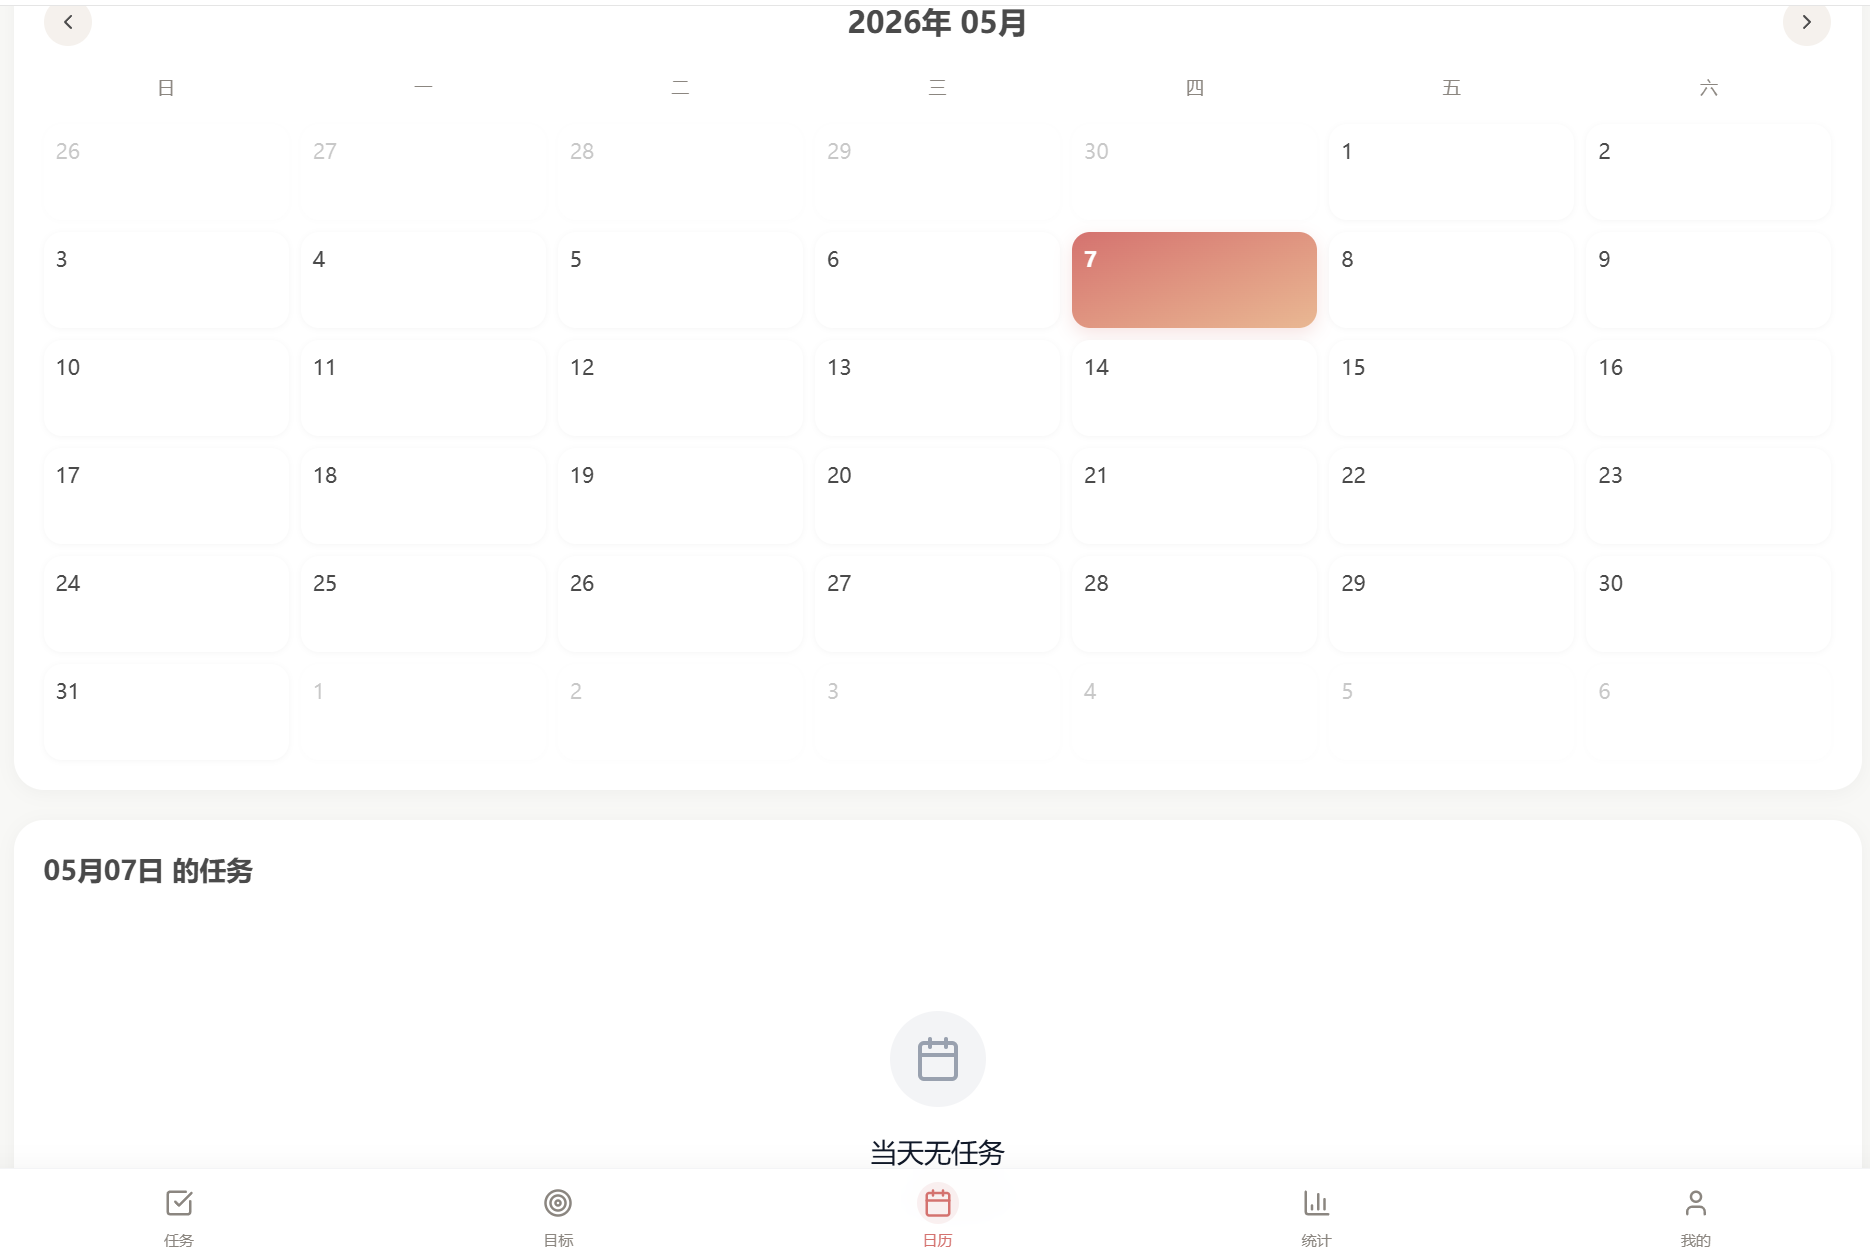 2026年 05月
日 一 二 三 四 五 六
26 27 28 29 30 1 2
3 4 5 6 7 8 9
10 11 12 13 14 15 16
17 18 19 20 21 22 23
24 25 26 27 28 29 30
31 1 2 3 4 5 6
05月07日 的任务
当天无任务
任务 目标 日历 统计 我的